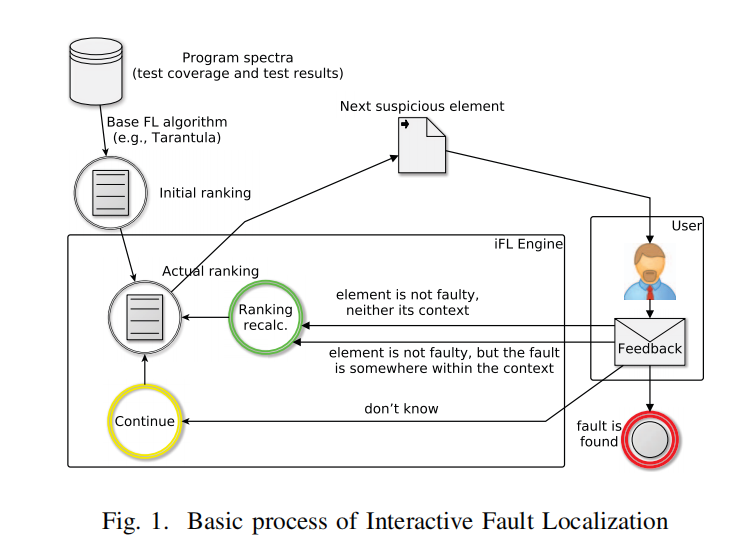 Program spectra
(test coverage and test results)
Base FL algorithm
(e.g., Tarantula)
Next suspicious element
Initial ranking
User
iFL Engine
Actual ranking
element is not faulty,
neither its context
Ranking
recalc.
Feedback
element is not faulty, but the fault
is somewhere within the context
don't know
Continue
fault is
found
Fig. 1. Basic process of Interactive Fault Localization